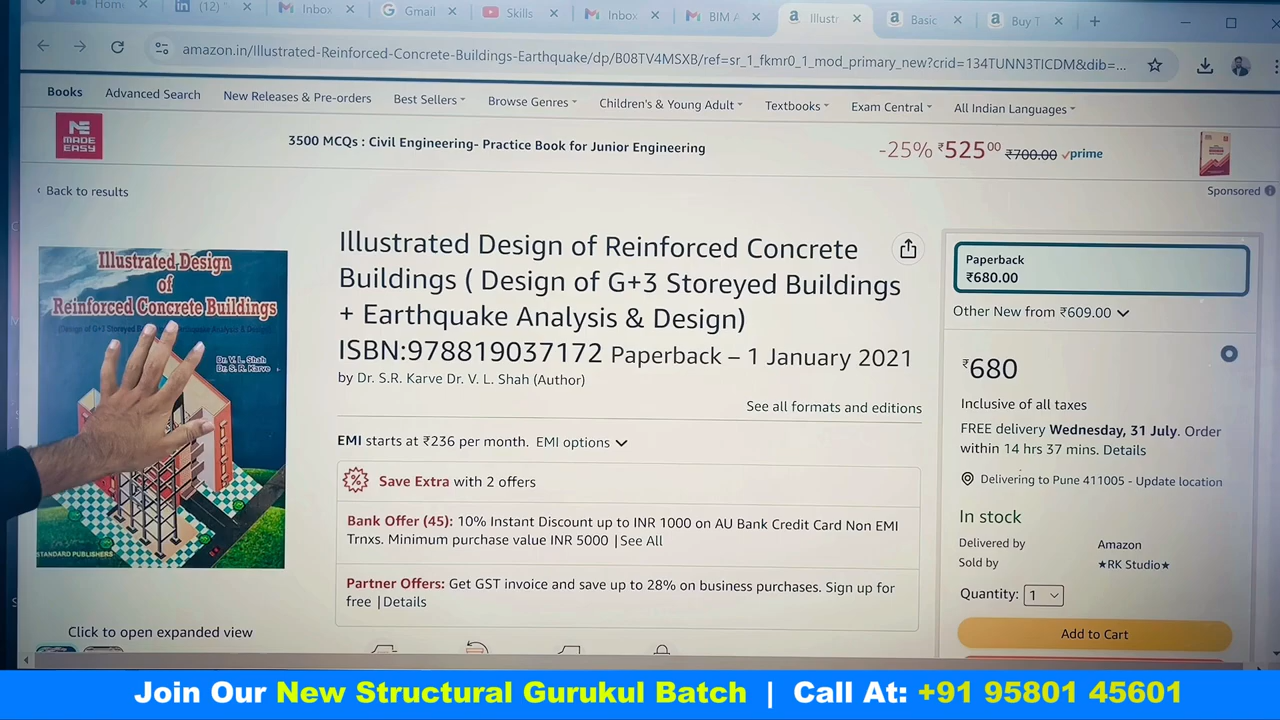 Inbox
Gmail
Skills
Inbox
BIM
Illustr
Basic
Buy T
amazon.in/Illustrated-Reinforced-Concrete-Buildings-Earthquake/dp/B08TV4MSXB/ref=sr_1_fkmr0_1_mod_primary_new?crid=134TUNN3TICDM&dib=...
Books Advanced Search New Releases & Pre-orders Best Sellers Browse Genres Children's & Young Adult Textbooks Exam Central All Indian Languages
MADE EASY
3500 MCQs : Civil Engineering- Practice Book for Junior Engineering
-25% ₹52500 ₹700.00 prime
Back to results
Sponsored
Illustrated Design
of
Reinforced Concrete Buildings
Dr. V. L. Shah
Dr. S. R. Karve
STANDARD PUBLISHERS
Click to open expanded view
Illustrated Design of Reinforced Concrete
Buildings ( Design of G+3 Storeyed Buildings
+ Earthquake Analysis & Design)
ISBN:978819037172 Paperback – 1 January 2021
by Dr. S.R. Karve Dr. V. L. Shah (Author)
See all formats and editions
EMI starts at ₹236 per month. EMI options
Save Extra with 2 offers
Bank Offer (45): 10% Instant Discount up to INR 1000 on AU Bank Credit Card Non EMI
Trnxs. Minimum purchase value INR 5000 |See All
Partner Offers: Get GST invoice and save up to 28% on business purchases. Sign up for
free |Details
Paperback
₹680.00
Other New from ₹609.00
₹680
Inclusive of all taxes
FREE delivery Wednesday, 31 July. Order
within 14 hrs 37 mins. Details
Delivering to Pune 411005 - Update location
In stock
Delivered by Amazon
Sold by ★RK Studio★
Quantity: 1
Add to Cart
Join Our New Structural Gurukul Batch | Call At: +91 95801 45601